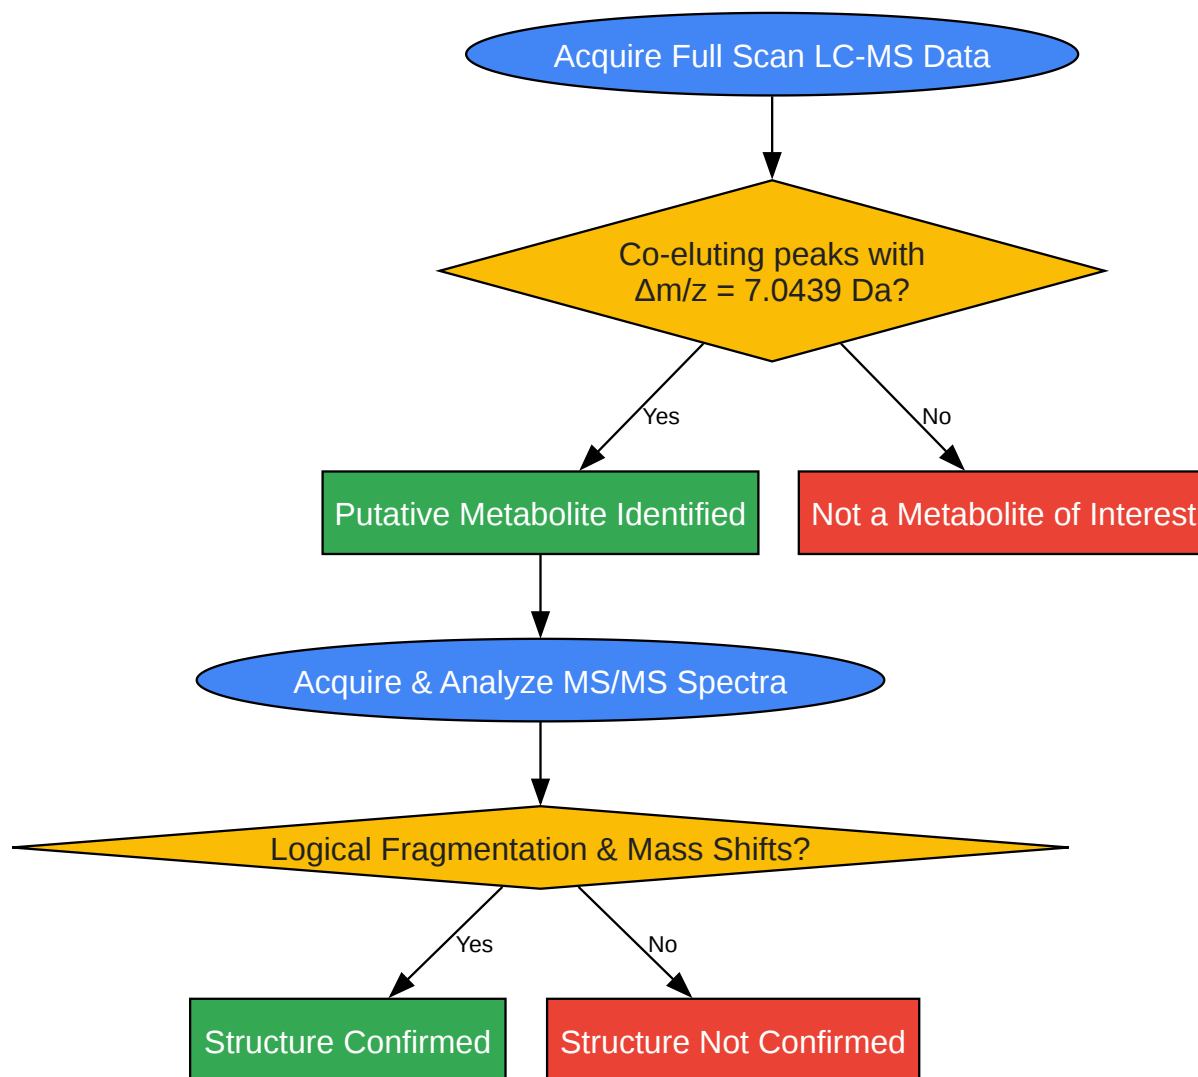 Acquire Full Scan LC-MS Data
Co-eluting peaks with
Δm/z = 7.0439 Da?
Yes
No
Putative Metabolite Identified
Not a Metabolite of Interest
Acquire & Analyze MS/MS Spectra
Logical Fragmentation & Mass Shifts?
Yes
No
Structure Confirmed
Structure Not Confirmed